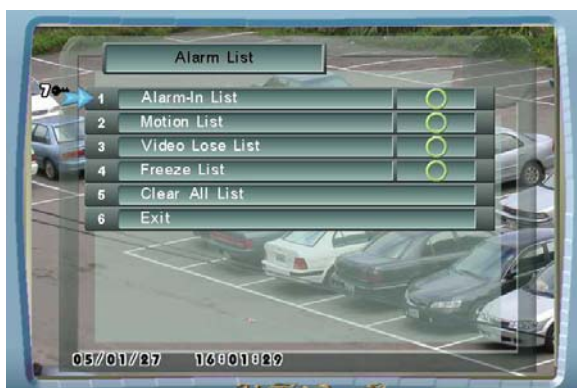 Alarm List
7
1 Alarm-In List
2 Motion List
3 Video Lose List
4 Freeze List
5 Clear All List
6 Exit
05/01/27 16:01:29